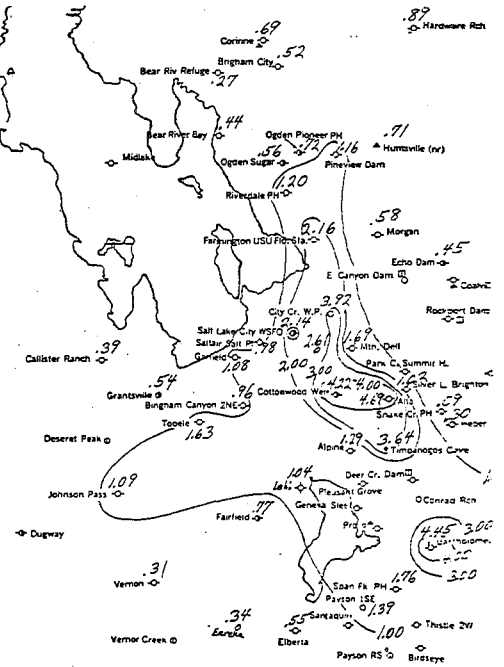 .89
Hardware Rch
.69
Corinne
Brigham City .52
Bear Riv Refuge
.27
Bear River Bay .44
Ogden Pioneer PH
.72
1.16
.71
Huntsville (nr)
Midlake
.56
Ogden Sugar
Pineview Dam
1.20
Riverdale PH
.58
Morgan
2.16
Farmington USU Fld. Sta.
.45
Echo Dam
E Canyon Dam
3.92
City Cr. W.P.
Rockport Dam
Salt Lake City WSFO
2.14
Saltair Salt Pt
.78
2.61
1.69
Mtn. Dell
Garfield
1.08
.39
Callister Ranch
2.00
3.00
Park C. Summit H.
Silver L. Brighton
.54
Grantsville
.96
Cottonwood Weir
4.22
4.00
4.69
Alta
.59
Bingham Canyon 2NE
Snake Cr. PH
.30
Heber
Tooele
1.63
Deseret Peak
1.29
Alpine
3.64
Timpanogos Cave
1.09
Johnson Pass
1.04
Lehi
Deer Cr. Dam
Pleasant Grove
Geneva Steel
Conrad Rch
.77
Fairfield
Provo
4.45
3.00
3.00
Dugway
.31
Vernon
Span Fk. PH
1.76
Payson 1SE
1.39
.34
Eureka
.55
Elberta
Santaquin
1.00
Thistle 2W
Vernor Creek
Payson RS
Birdseye